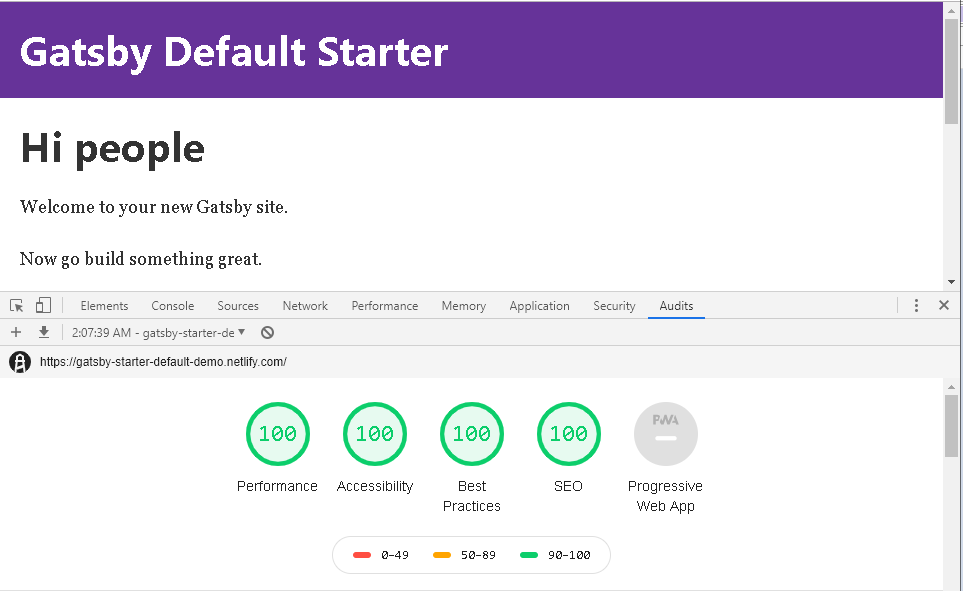 Gatsby Default Starter
Hi people
Welcome to your new Gatsby site.
Now go build something great.
Elements Console Sources Network Performance Memory Application Security Audits
2:07:39 AM - gatsby-starter-de
https://gatsby-starter-default-demo.netlify.com/
100 100 100 100 PWA
Performance Accessibility Best Practices SEO Progressive Web App
0–49 50–89 90–100